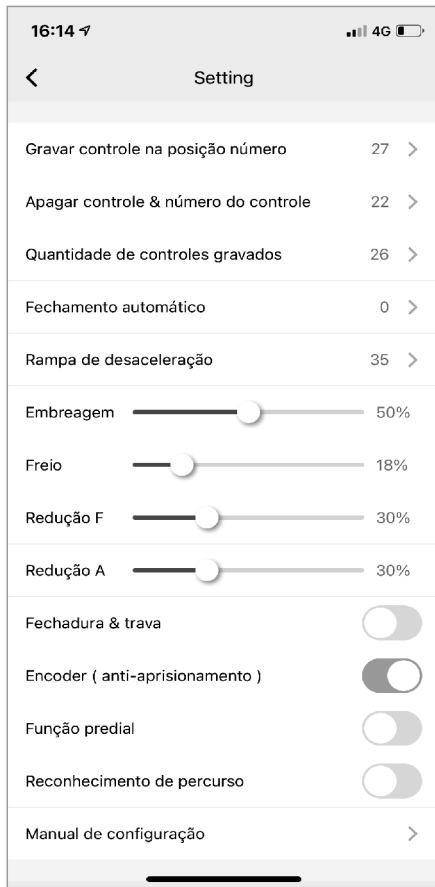 16:14 4G
Setting
Gravar controle na posição número 27
Apagar controle & número do controle 22
Quantidade de controles gravados 26
Fechamento automático 0
Rampa de desaceleração 35
Embreagem 50%
Freio 18%
Redução F 30%
Redução A 30%
Fechadura & trava
Encoder ( anti-aprisionamento )
Função predial
Reconhecimento de percurso
Manual de configuração